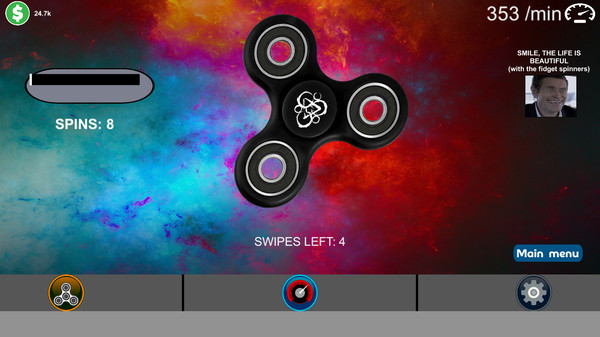 24.7k
353 /min
SMILE, THE LIFE IS
BEAUTIFUL
(with the fidget spinners)
SPINS: 8
SWIPES LEFT: 4
Main menu